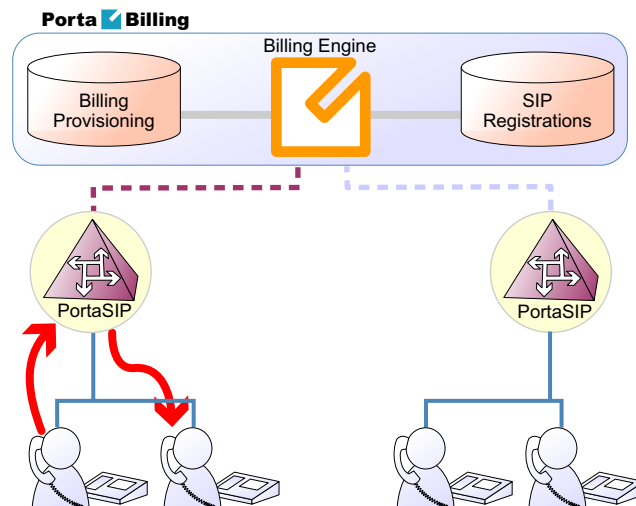 Porta Billing
Billing Engine
Billing
Provisioning
SIP
Registrations
PortaSIP
PortaSIP